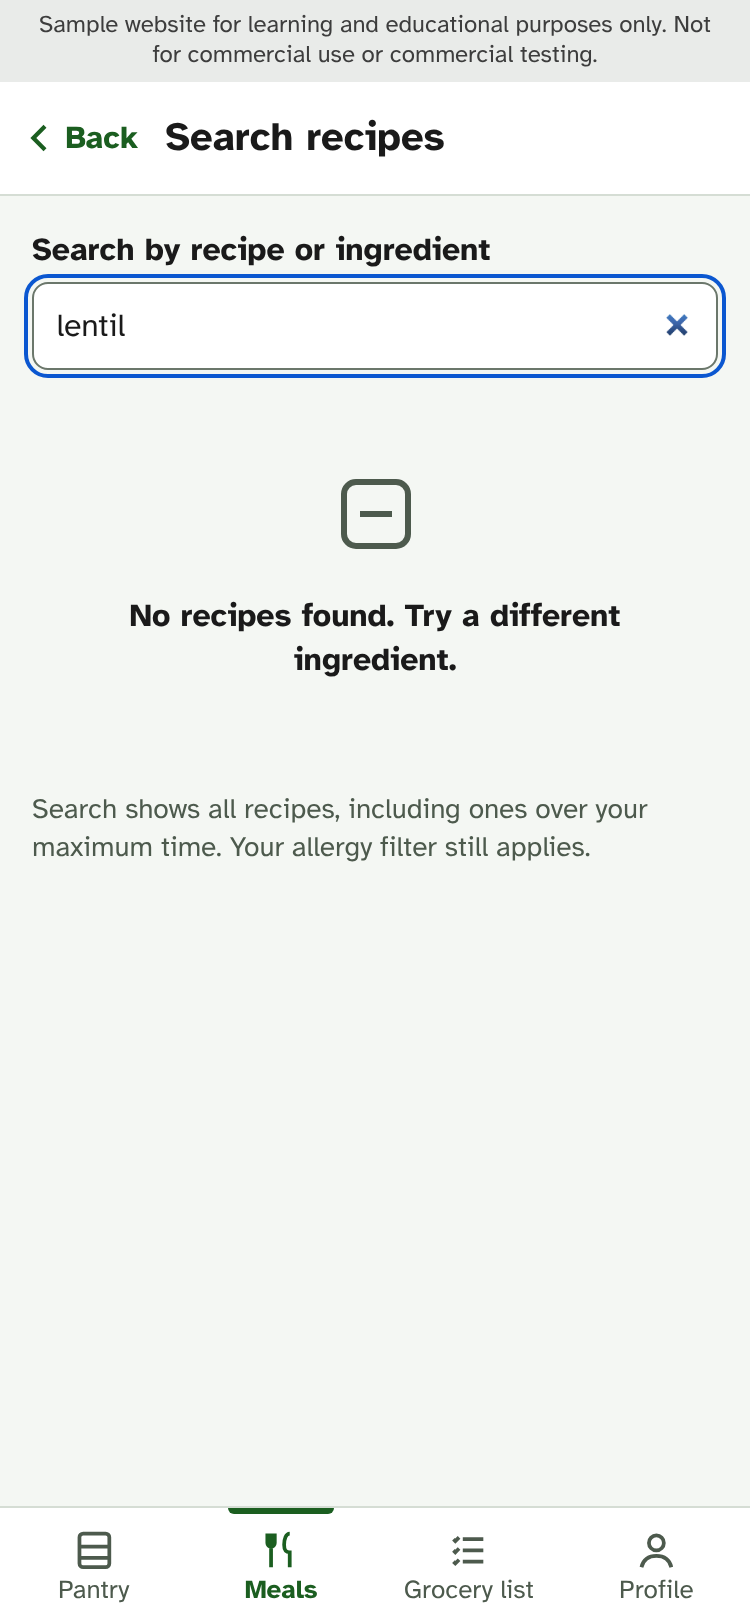 Sample website for learning and educational purposes only. Not
for commercial use or commercial testing.
Back Search recipes
Search by recipe or ingredient
lentil
No recipes found. Try a different
ingredient.
Search shows all recipes, including ones over your
maximum time. Your allergy filter still applies.
Pantry Meals Grocery list Profile